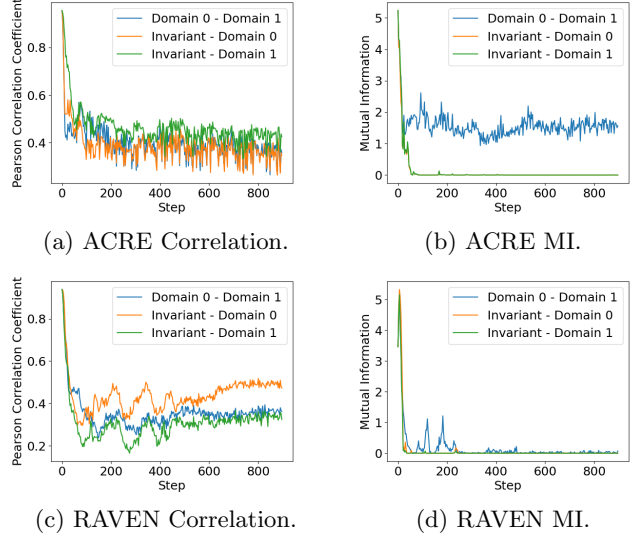 Pearson Correlation Coefficient
0.8
0.6
0.4
0 200 400 600 800
Step
Domain 0 - Domain 1
Invariant - Domain 0
Invariant - Domain 1
(a) ACRE Correlation.
Mutual Information
5
4
3
2
1
0
0 200 400 600 800
Step
Domain 0 - Domain 1
Invariant - Domain 0
Invariant - Domain 1
(b) ACRE MI.
Pearson Correlation Coefficient
0.8
0.6
0.4
0.2
0 200 400 600 800
Step
Domain 0 - Domain 1
Invariant - Domain 0
Invariant - Domain 1
(c) RAVEN Correlation.
Mutual Information
5
4
3
2
1
0
0 200 400 600 800
Step
Domain 0 - Domain 1
Invariant - Domain 0
Invariant - Domain 1
(d) RAVEN MI.